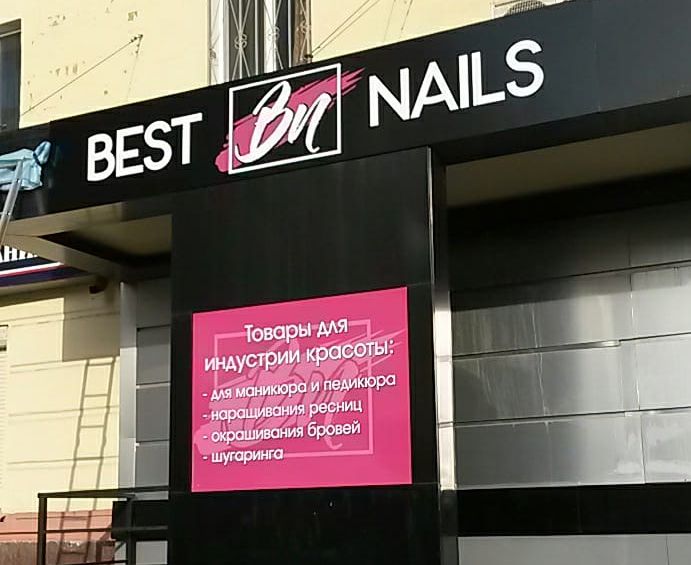 BEST Bn NAILS
Товары для
индустрии красоты:
- для маникюра и педикюра
- наращивания ресниц
- окрашивания бровей
- шугаринга